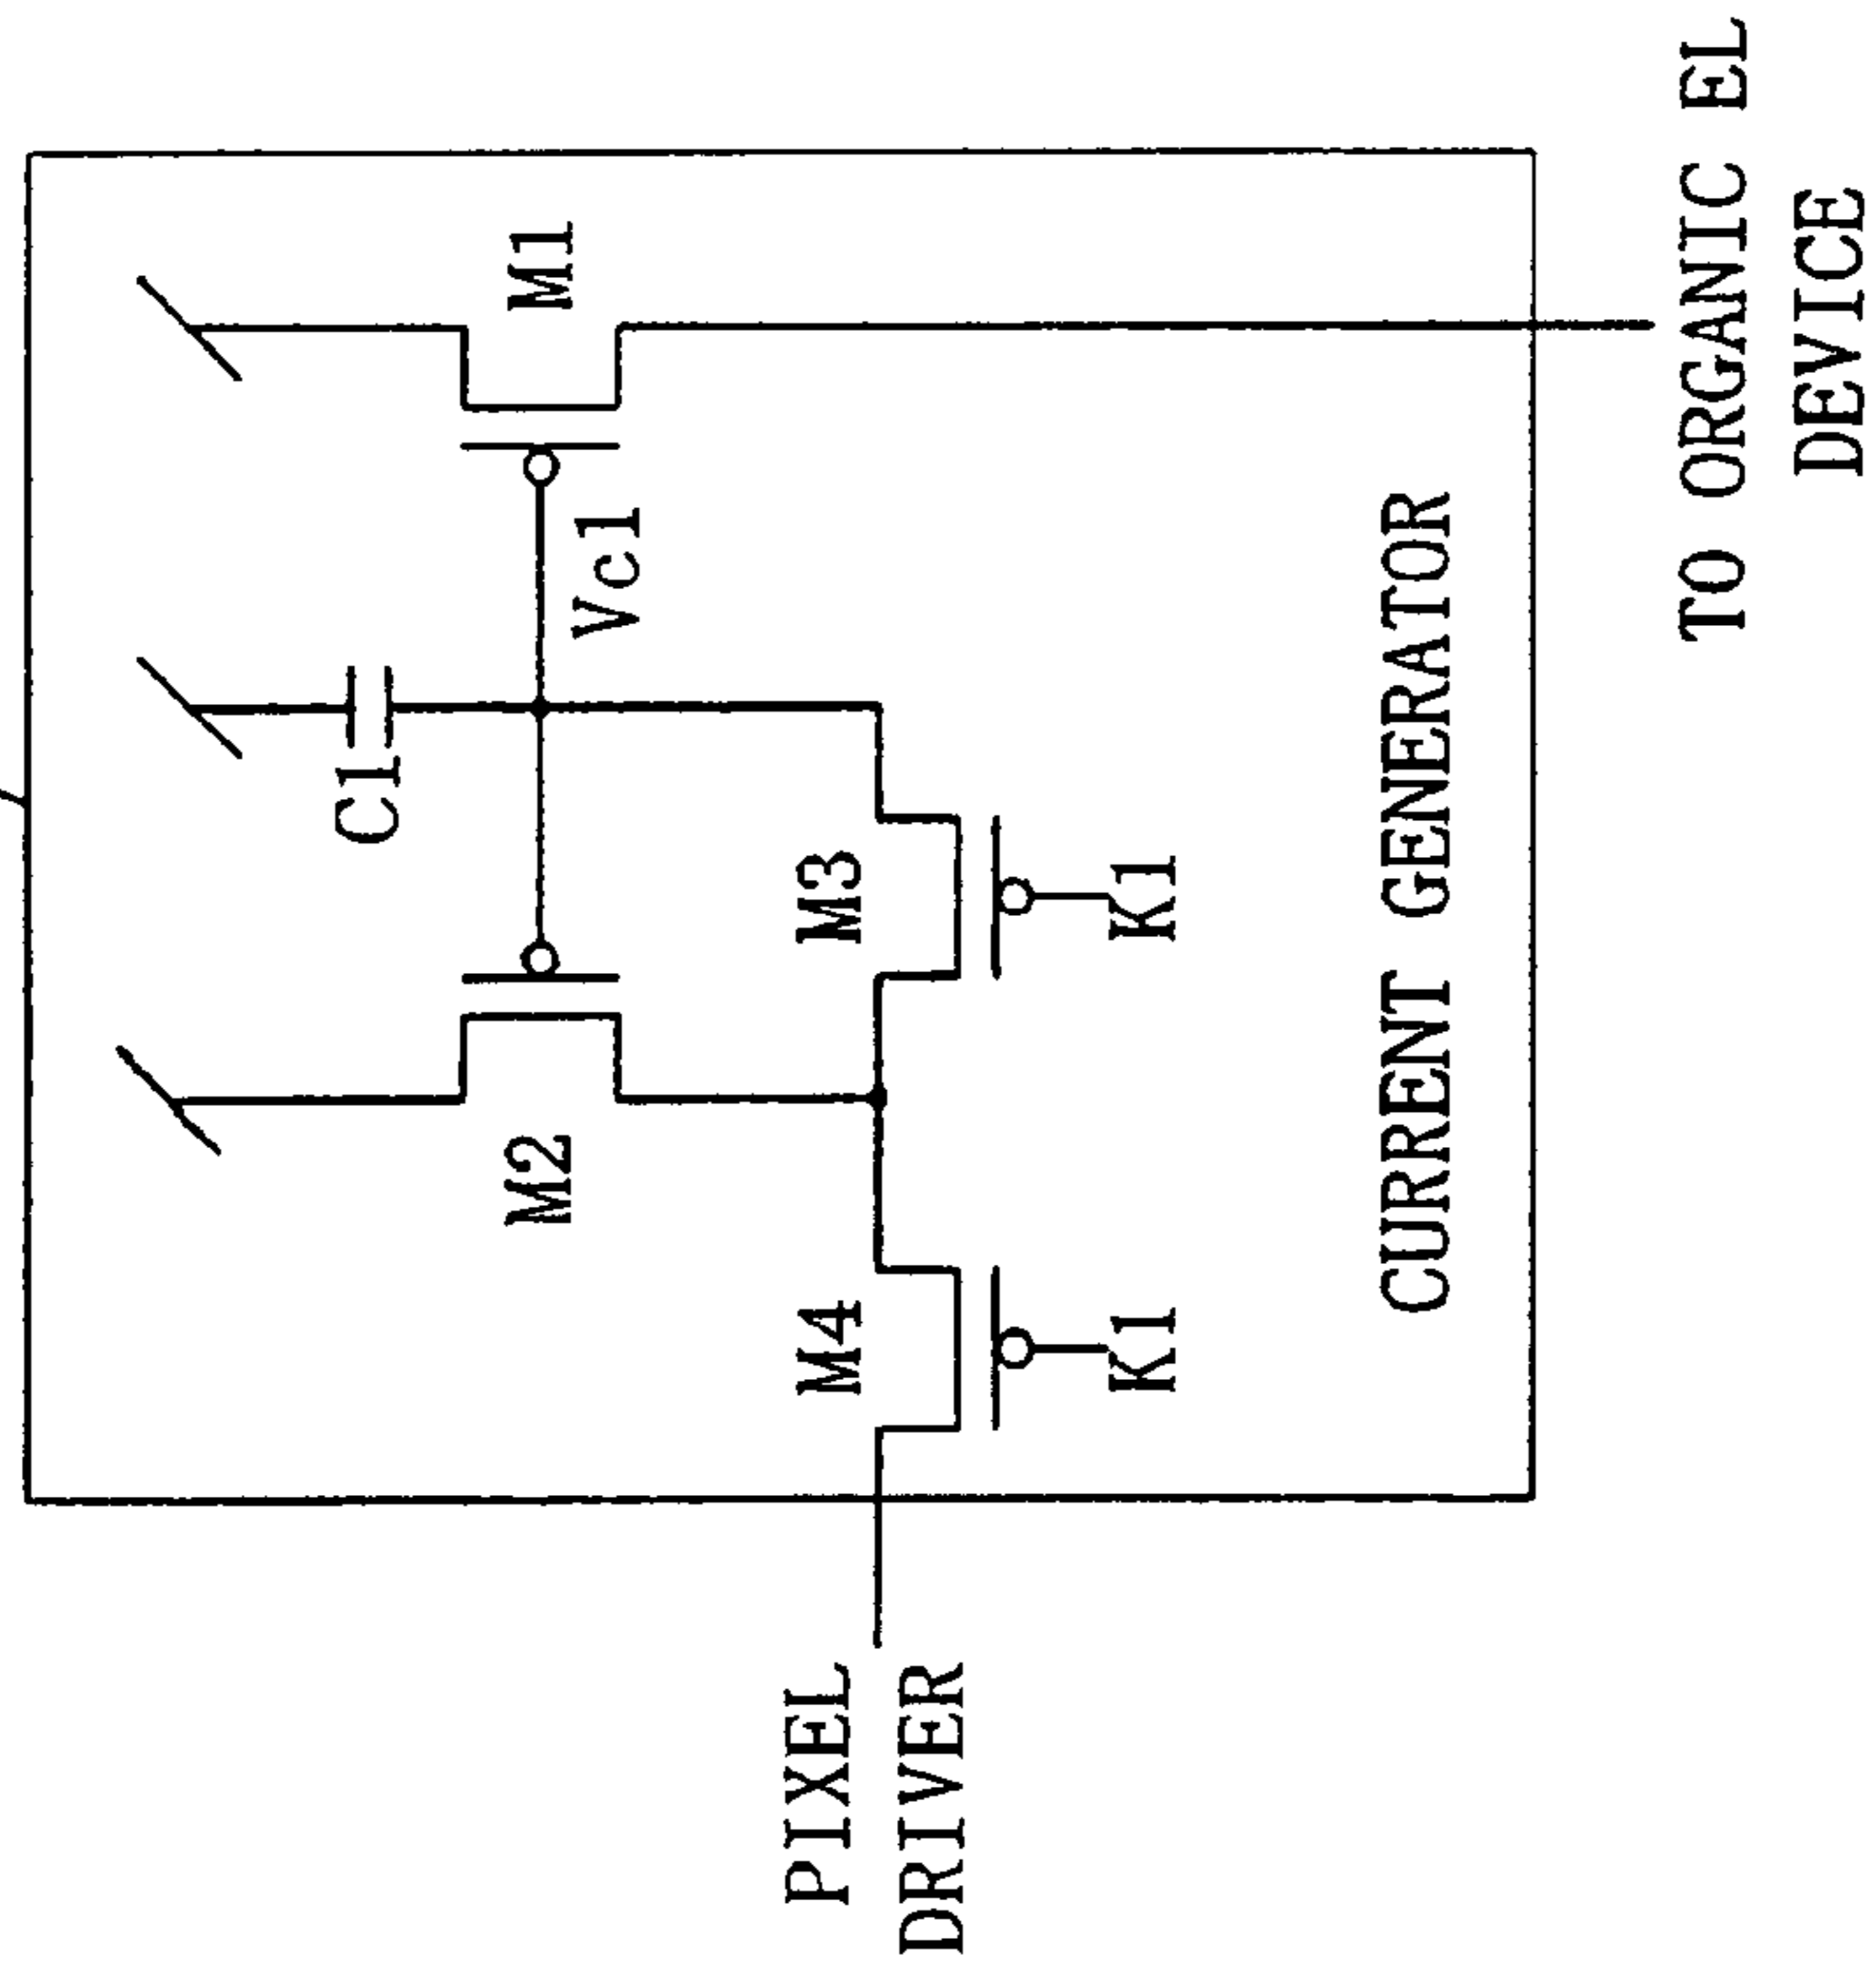 C1
M1
M2
Vc1
M3
M4
K1
K1
PIXEL
DRIVER
CURRENT GENERATOR
TO ORGANIC EL
DEVICE